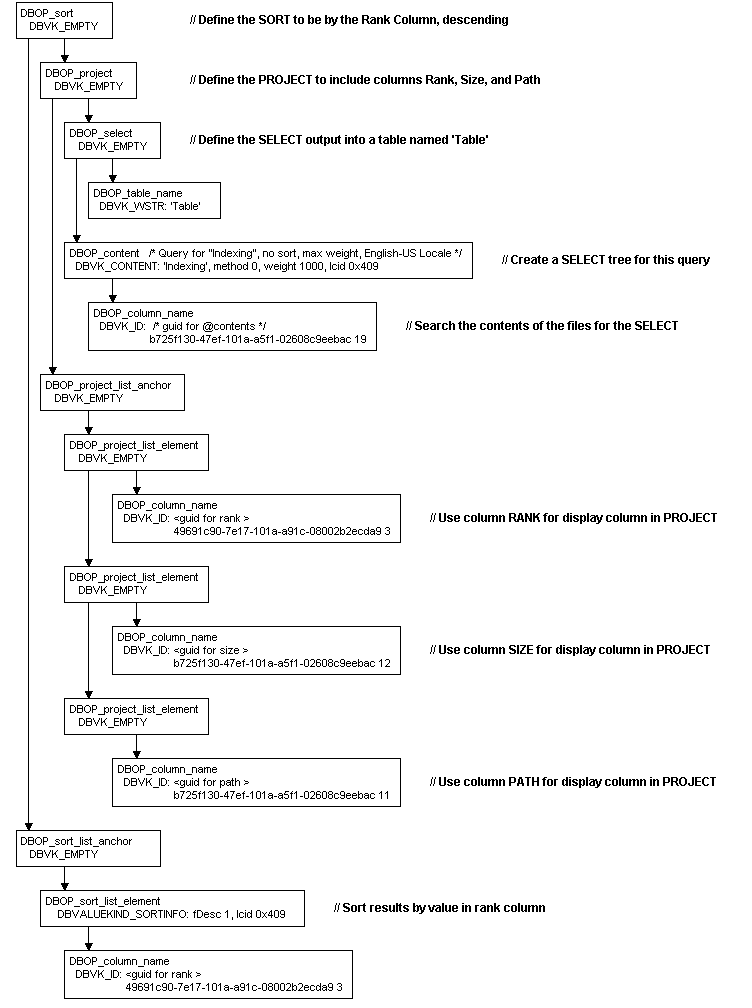 DBOP_sort
DBVK_EMPTY
// Define the SORT to be by the Rank Column, descending
DBOP_project
DBVK_EMPTY
// Define the PROJECT to include columns Rank, Size, and Path
DBOP_select
DBVK_EMPTY
// Define the SELECT output into a table named 'Table'
DBOP_table_name
DBVK_WSTR: 'Table'
DBOP_content /* Query for "Indexing", no sort, max weight, English-US Locale */
DBVK_CONTENT: 'Indexing', method 0, weight 1000, lcid 0x409
// Create a SELECT tree for this query
DBOP_column_name
DBVK_ID: /* guid for @contents */
b725f130-47ef-101a-a5f1-02608c9eebac 19
// Search the contents of the files for the SELECT
DBOP_project_list_anchor
DBVK_EMPTY
DBOP_project_list_element
DBVK_EMPTY
DBOP_column_name
DBVK_ID: <guid for rank >
49691c90-7e17-101a-a91c-08002b2ecda9 3
// Use column RANK for display column in PROJECT
DBOP_project_list_element
DBVK_EMPTY
DBOP_column_name
DBVK_ID: <guid for size >
b725f130-47ef-101a-a5f1-02608c9eebac 12
// Use column SIZE for display column in PROJECT
DBOP_project_list_element
DBVK_EMPTY
DBOP_column_name
DBVK_ID: <guid for path >
b725f130-47ef-101a-a5f1-02608c9eebac 11
// Use column PATH for display column in PROJECT
DBOP_sort_list_anchor
DBVK_EMPTY
DBOP_sort_list_element
DBVALUEKIND_SORTINFO: fDesc 1, lcid 0x409
// Sort results by value in rank column
DBOP_column_name
DBVK_ID: <guid for rank >
49691c90-7e17-101a-a91c-08002b2ecda9 3